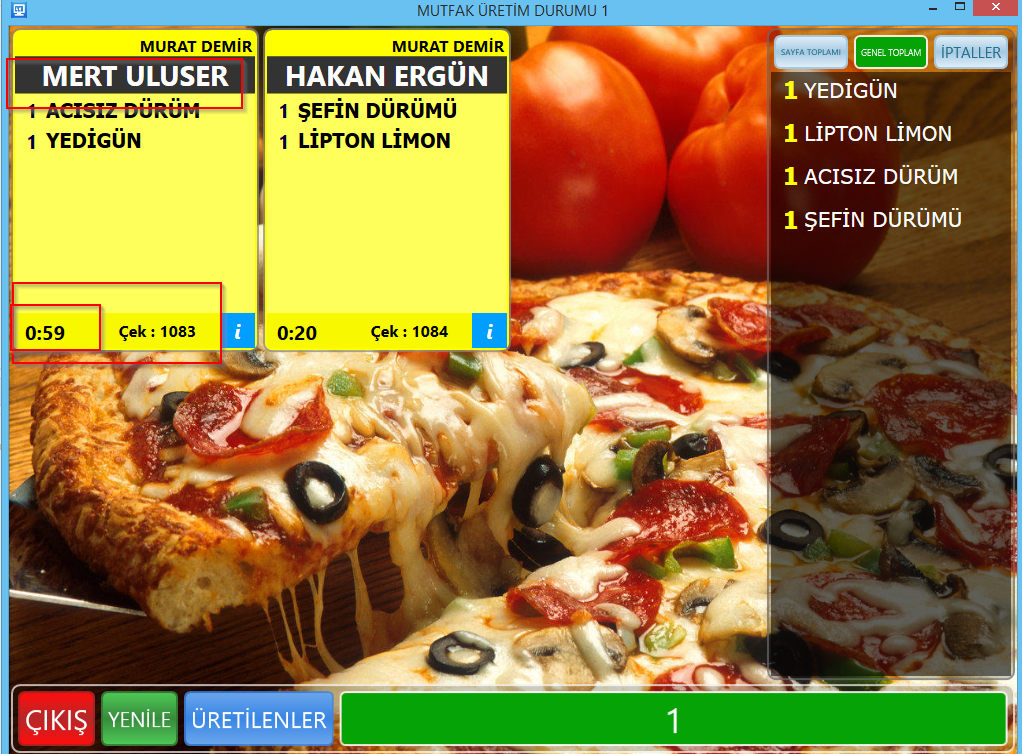 MUTFAK ÜRETİM DURUMU 1
MURAT DEMİR
MERT ULUSER
1 ACISIZ DÜRÜM
1 YEDİGÜN
0:59 Çek : 1083 i
MURAT DEMİR
HAKAN ERGÜN
1 ŞEFİN DÜRÜMÜ
1 LİPTON LİMON
0:20 Çek : 1084 i
SAYFA TOPLAMI GENEL TOPLAM İPTALLER
1 YEDİGÜN
1 LİPTON LİMON
1 ACISIZ DÜRÜM
1 ŞEFİN DÜRÜMÜ
ÇIKIŞ YENİLE ÜRETİLENLER 1